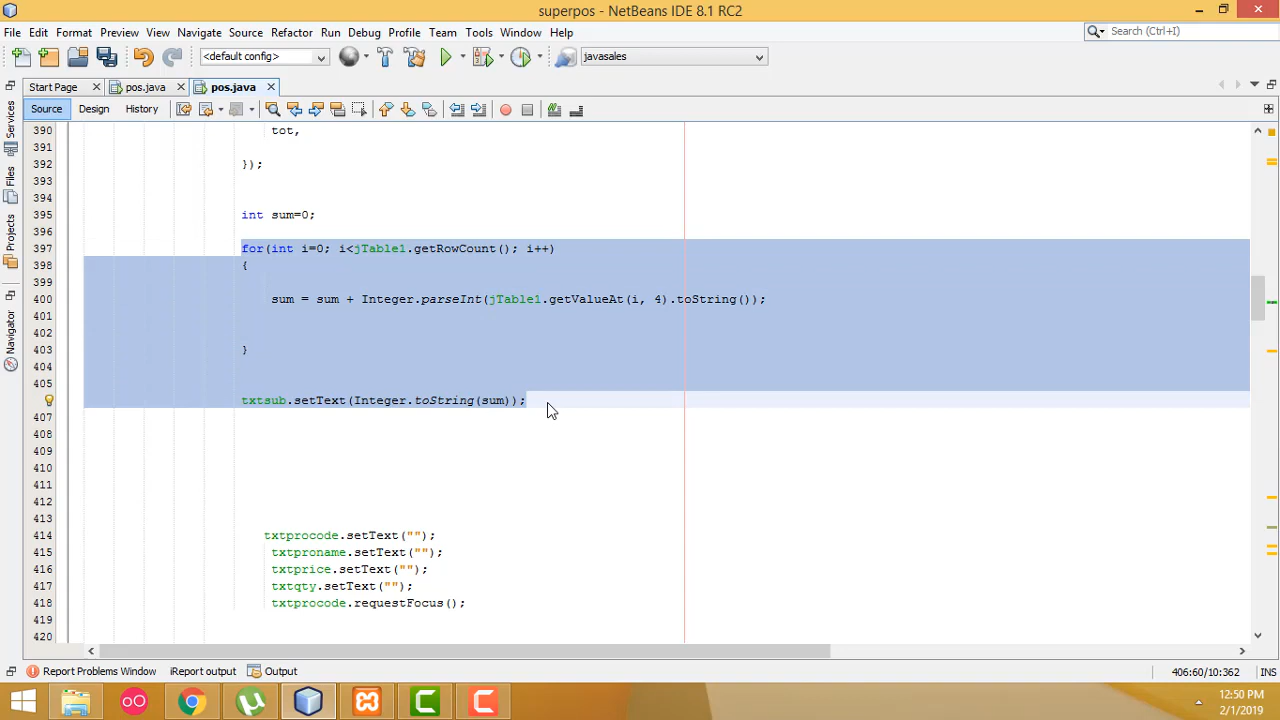 superpos - NetBeans IDE 8.1 RC2
File Edit Format Preview View Navigate Source Refactor Run Debug Profile Team Tools Window Help
Search (Ctrl+I)
<default config>
javasales
Start Page pos.java pos.java
Source Design History
Services
Files
Projects
Navigator
390 tot,
391
392 });
393
394
395 int sum=0;
396
397 for(int i=0; i<jTable1.getRowCount(); i++)
398 {
399
400 sum = sum + Integer.parseInt(jTable1.getValueAt(i, 4).toString());
401
402
403 }
404
405
txtsub.setText(Integer.toString(sum));
407
408
409
410
411
412
413
414 txtprocode.setText("");
415 txtproname.setText("");
416 txtprice.setText("");
417 txtqty.setText("");
418 txtprocode.requestFocus();
419
420
Report Problems Window iReport output Output
406:60/10:362 INS
12:50 PM
2/1/2019